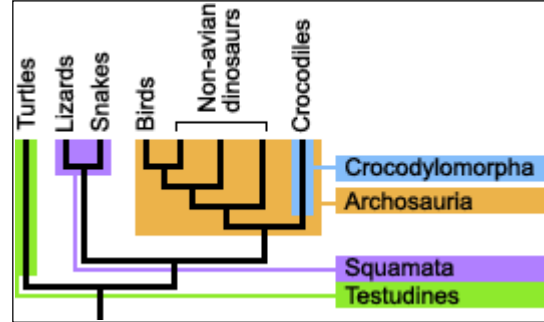 Turtles
Lizards
Snakes
Birds
Non-avian
dinosaurs
Crocodiles
Crocodylomorpha
Archosauria
Squamata
Testudines